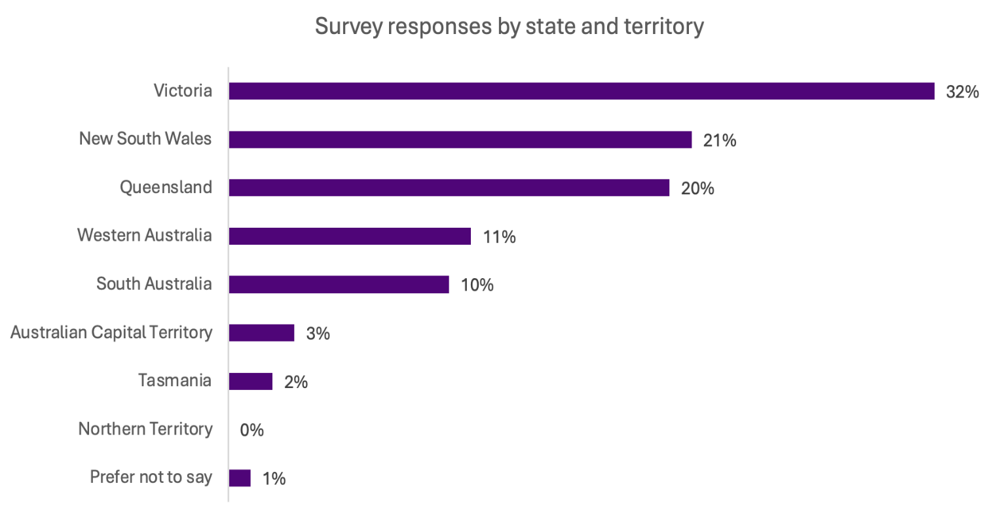 Survey responses by state and territory
Victoria 32%
New South Wales 21%
Queensland 20%
Western Australia 11%
South Australia 10%
Australian Capital Territory 3%
Tasmania 2%
Northern Territory 0%
Prefer not to say 1%